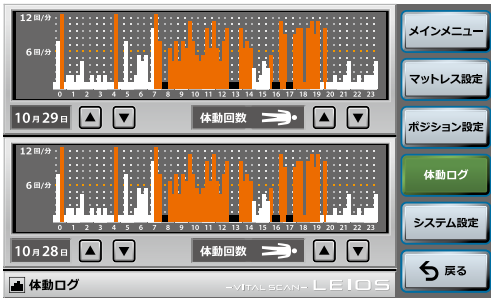 12回/分
6回/分
0 1 2 3 4 5 6 7 8 9 10 11 12 13 14 15 16 17 18 19 20 21 22 23
10月29日 ▲ ▼ 体動回数 ▲ ▼
12回/分
6回/分
0 1 2 3 4 5 6 7 8 9 10 11 12 13 14 15 16 17 18 19 20 21 22 23
10月28日 ▲ ▼ 体動回数 ▲ ▼
体動ログ
-VITAL SCAN- LEIOS
メインメニュー
マットレス設定
ポジション設定
体動ログ
システム設定
戻る